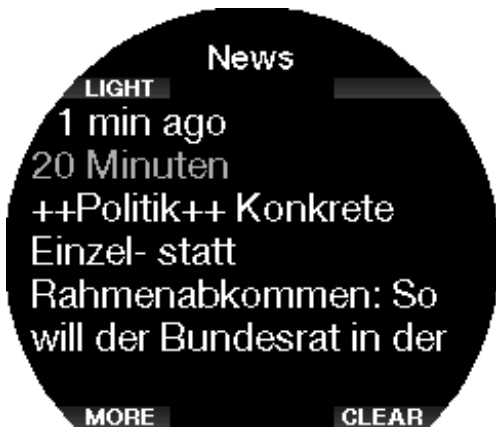 News
LIGHT
1 min ago
20 Minuten
++Politik++ Konkrete
Einzel- statt
Rahmenabkommen: So
will der Bundesrat in der
MORE
CLEAR